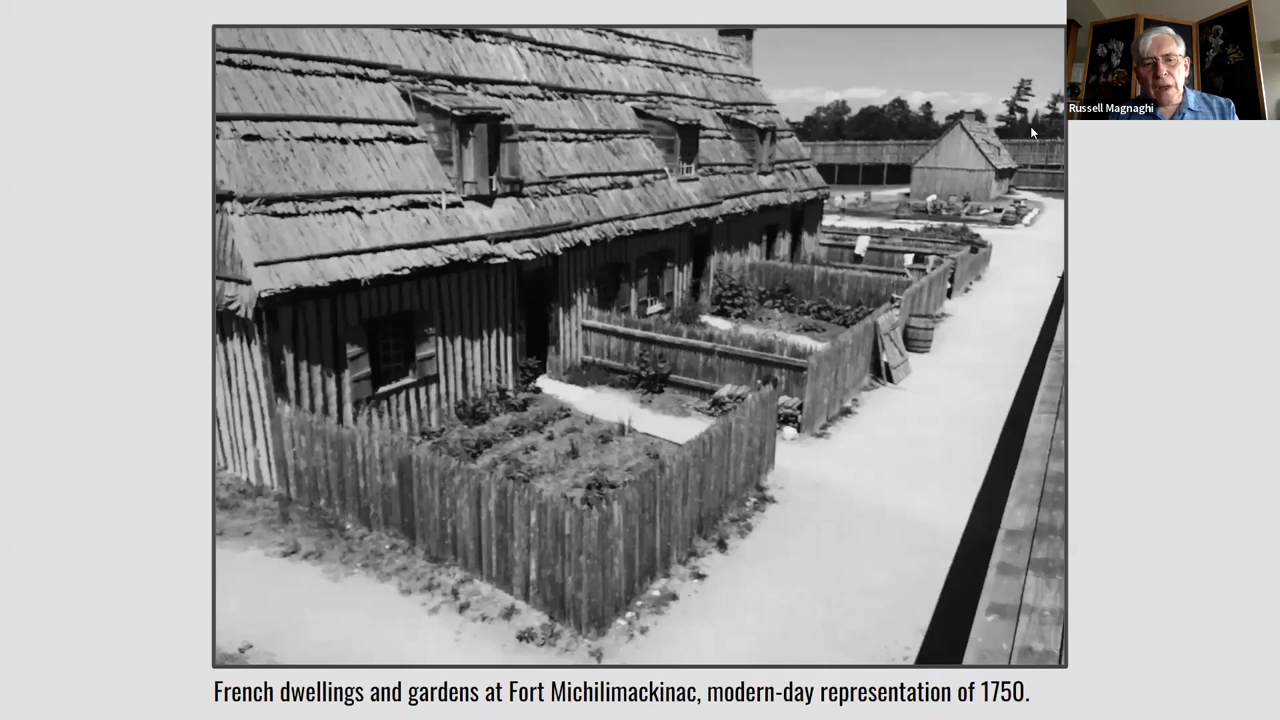 Russell Magnaghi
French dwellings and gardens at Fort Michilimackinac, modern-day representation of 1750.